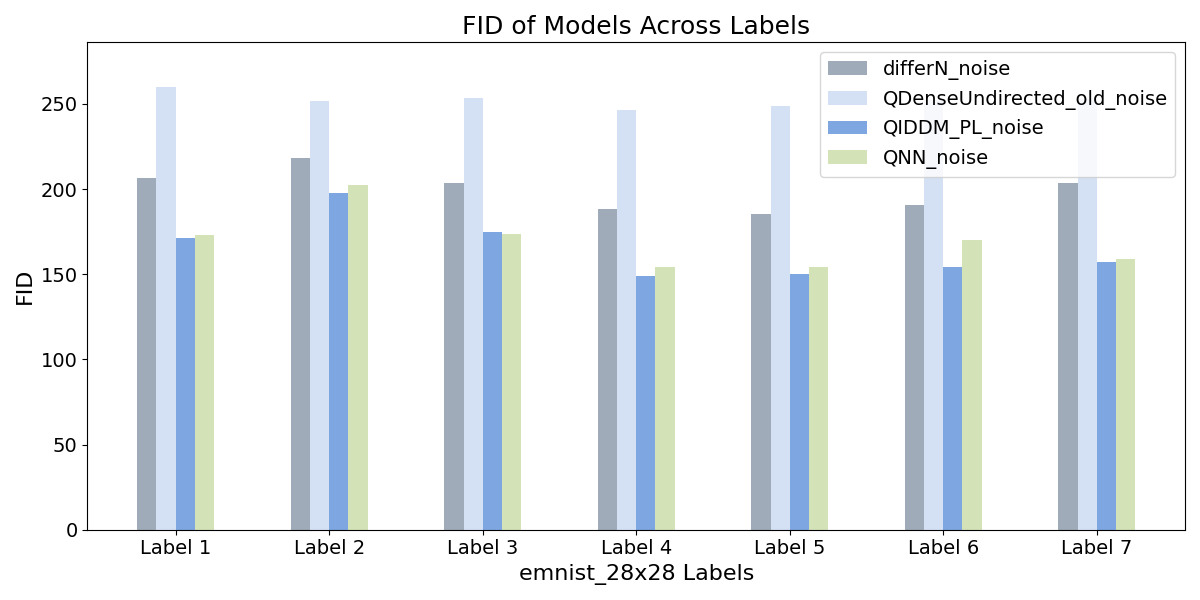 FID of Models Across Labels
differN_noise
QDenseUndirected_old_noise
QIDDM_PL_noise
QNN_noise
FID
250
200
150
100
50
0
Label 1 Label 2 Label 3 Label 4 Label 5 Label 6 Label 7
emnist_28x28 Labels